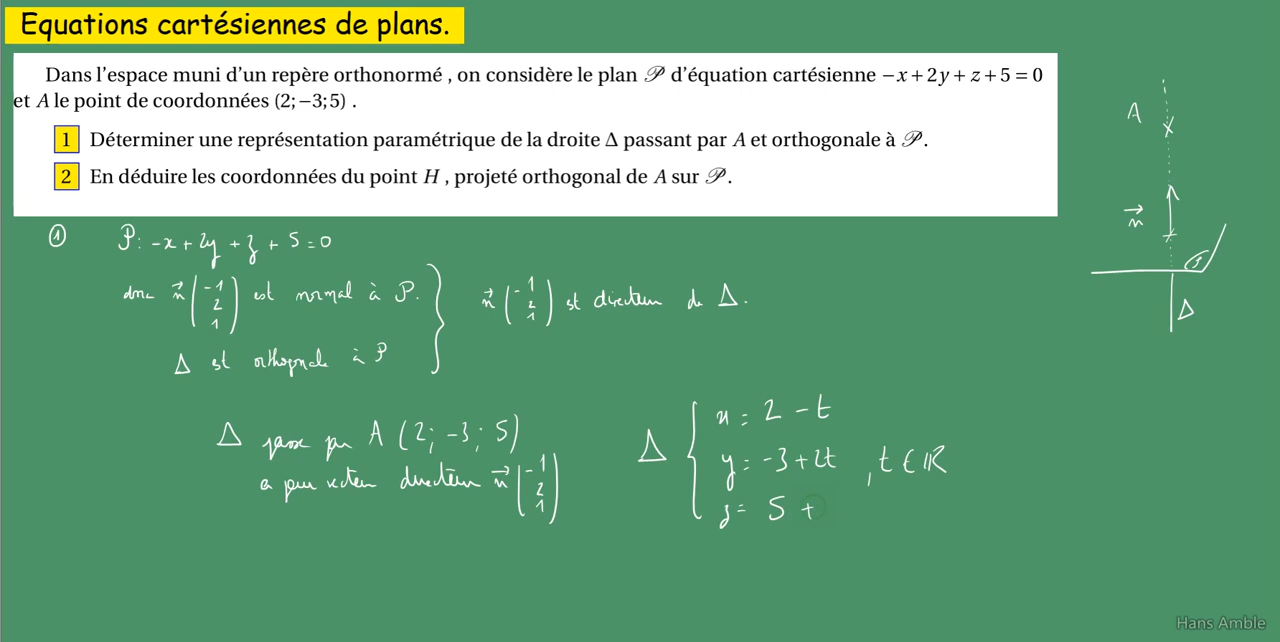 Equations cartésiennes de plans.
Dans l'espace muni d'un repère orthonormé , on considère le plan 𝒫 d'équation cartésienne −x+2y+z+5=0
et A le point de coordonnées (2;−3;5) .
1 Déterminer une représentation paramétrique de la droite Δ passant par A et orthogonale à 𝒫.
2 En déduire les coordonnées du point H , projeté orthogonal de A sur 𝒫.
A
n
𝒫
Δ
① 𝒫: -x + 2y + z + 5 = 0
donc n (-1 2 1) est normal à 𝒫.
n (-1 2 1) est directeur de Δ.
Δ est orthogonale à 𝒫
Δ passe par A (2; -3; 5)
a pour vecteur directeur n (-1 2 1)
Δ { x = 2 - t
y = -3 + 2t , t ∈ ℝ
z = 5 +
Hans Amble